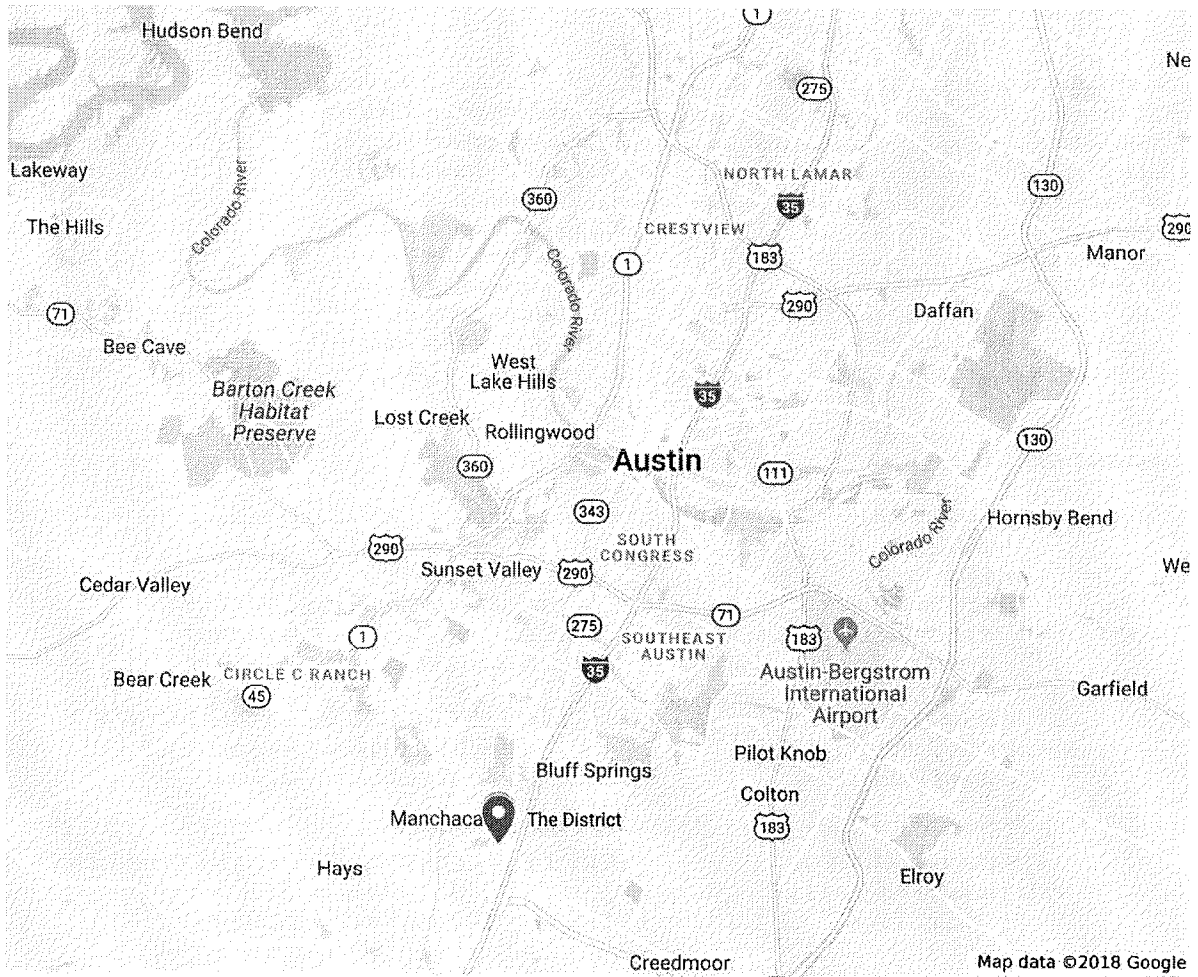 1
Hudson Bend
Ne
275
Lakeway
Colorado River
NORTH LAMAR
130
360
35
The Hills
CRESTVIEW
290
Manor
183
1
Colorado River
290
71
Daffan
Bee Cave
West
Lake Hills
Barton Creek
Habitat
Preserve
35
Lost Creek
Rollingwood
130
360
Austin
111
343
Hornsby Bend
Colorado River
SOUTH
CONGRESS
290
Sunset Valley
290
We
Cedar Valley
71
275
1
SOUTHEAST
AUSTIN
183
Bear Creek
CIRCLE C RANCH
35
45
Austin-Bergstrom
International
Airport
Garfield
Pilot Knob
Bluff Springs
Colton
Manchaca
The District
183
Hays
Elroy
Creedmoor
Map data ©2018 Google